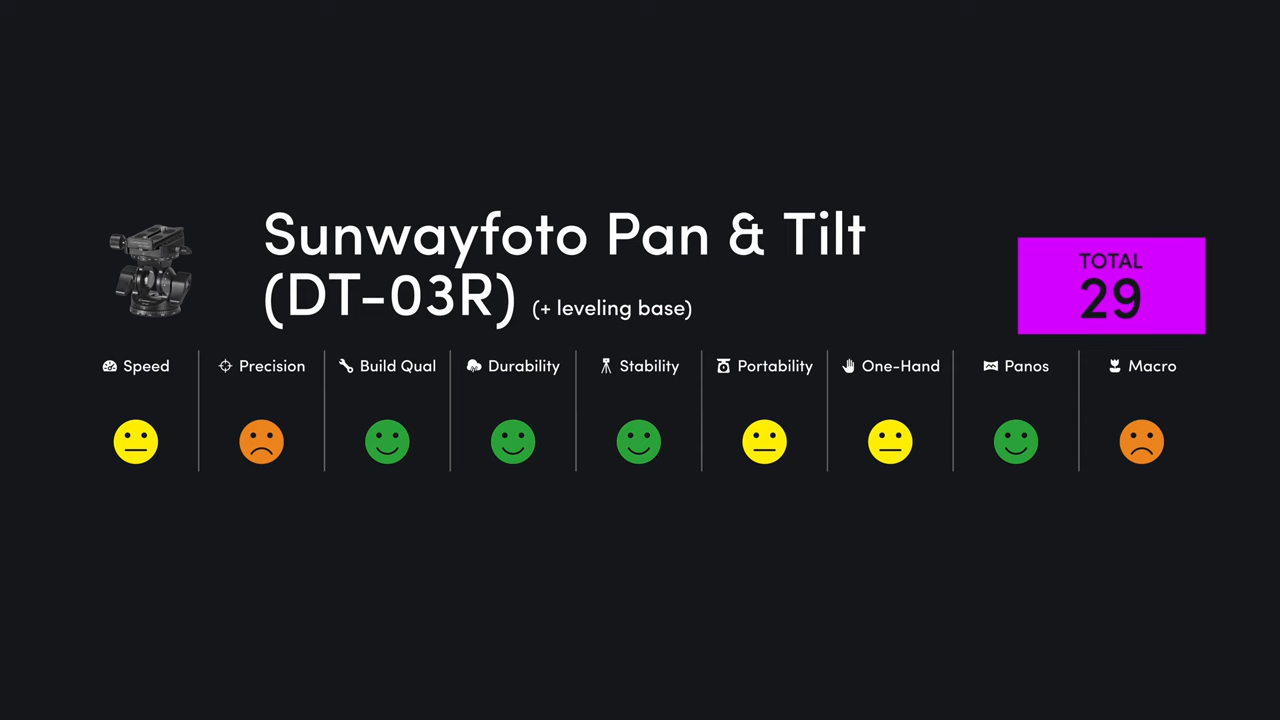 Sunwayfoto Pan & Tilt
(DT-03R) (+ leveling base)
TOTAL
29
Speed
Precision
Build Qual
Durability
Stability
Portability
One-Hand
Panos
Macro